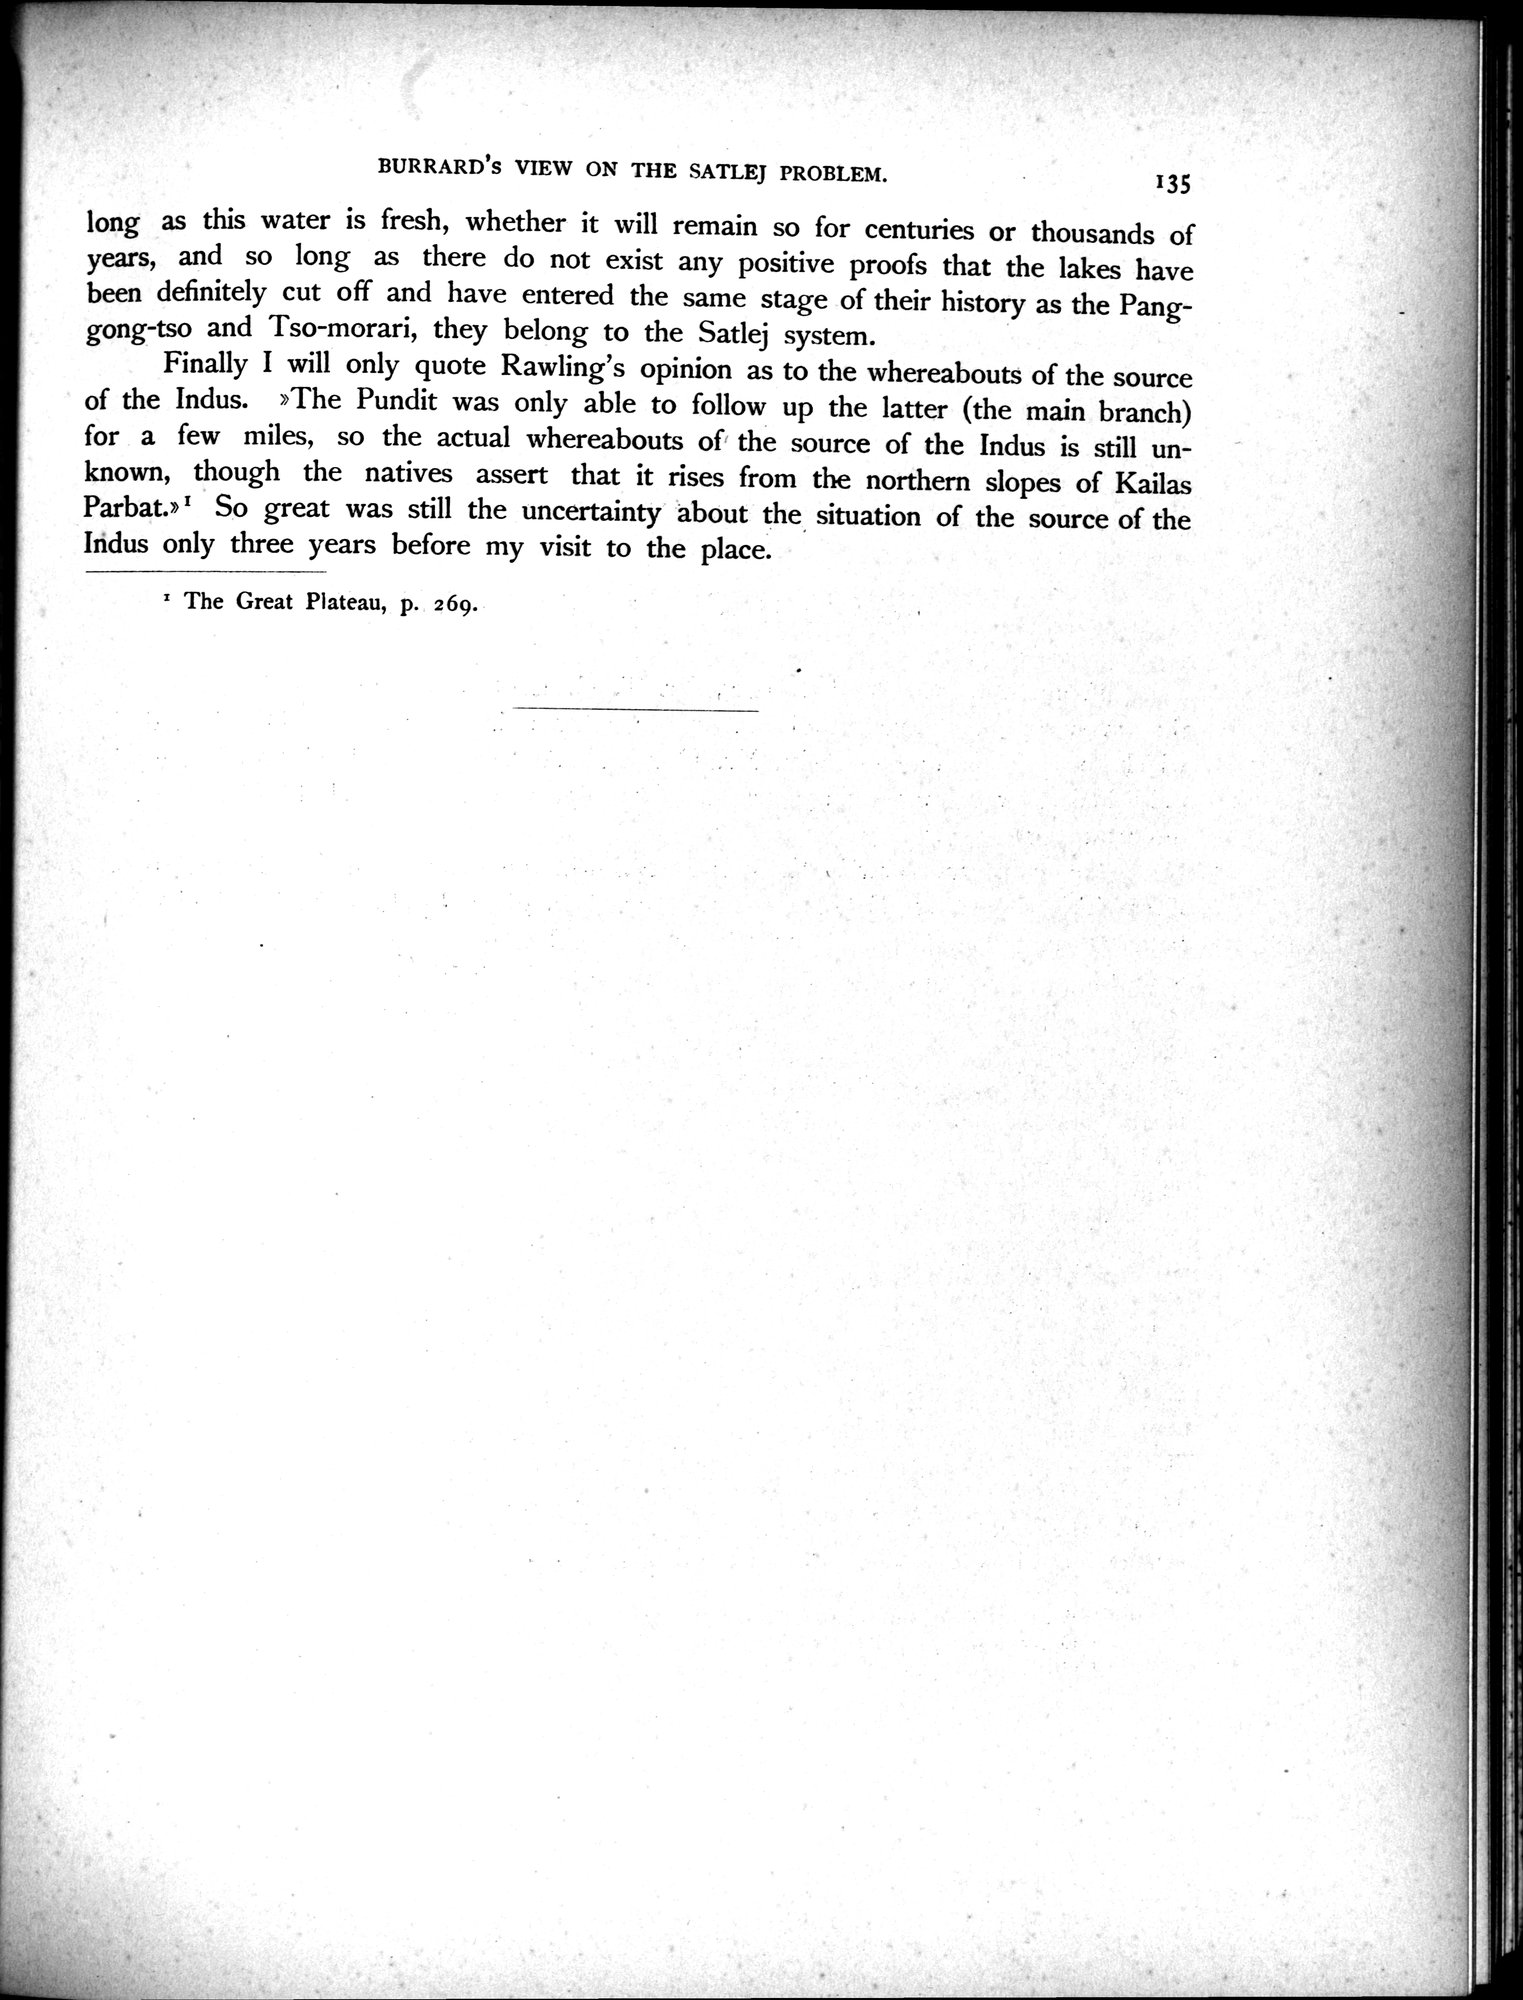 BURRARD'S VIEW ON THE SATLEJ PROBLEM.
135
long as this water is fresh, whether it will remain so for centuries or thousands of
years, and so long as there do not exist any positive proofs that the lakes have
been definitely cut off and have entered the same stage of their history as the Pang-
gong-tso and Tso-morari, they belong to the Satlej system.
Finally I will only quote Rawling's opinion as to the whereabouts of the source
of the Indus. »The Pundit was only able to follow up the latter (the main branch)
for a few miles, so the actual whereabouts of the source of the Indus is still un-
known, though the natives assert that it rises from the northern slopes of Kailas
Parbat.»¹ So great was still the uncertainty about the situation of the source of the
Indus only three years before my visit to the place.
¹ The Great Plateau, p. 269.